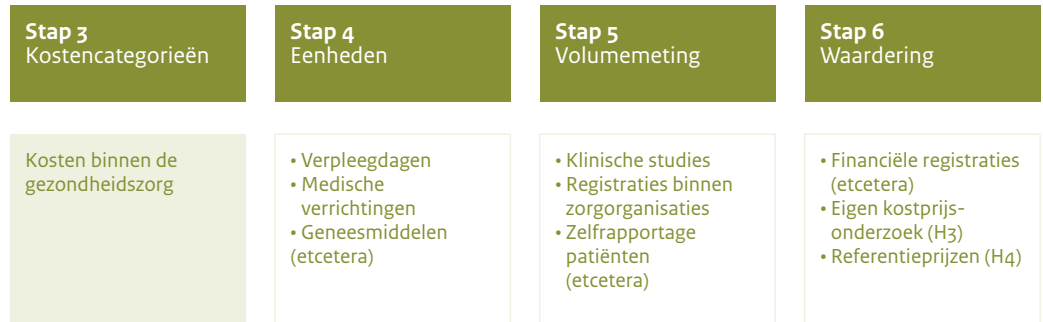 Stap 3
Kostencategorieën
Stap 4
Eenheden
Stap 5
Volumemeting
Stap 6
Waardering
Kosten binnen de
gezondheidszorg
• Verpleegdagen
• Medische
verrichtingen
• Geneesmiddelen
(etcetera)
• Klinische studies
• Registraties binnen
zorgorganisaties
• Zelfrapportage
patiënten
(etcetera)
• Financiële registraties
(etcetera)
• Eigen kostprijs-
onderzoek (H3)
• Referentieprijzen (H4)